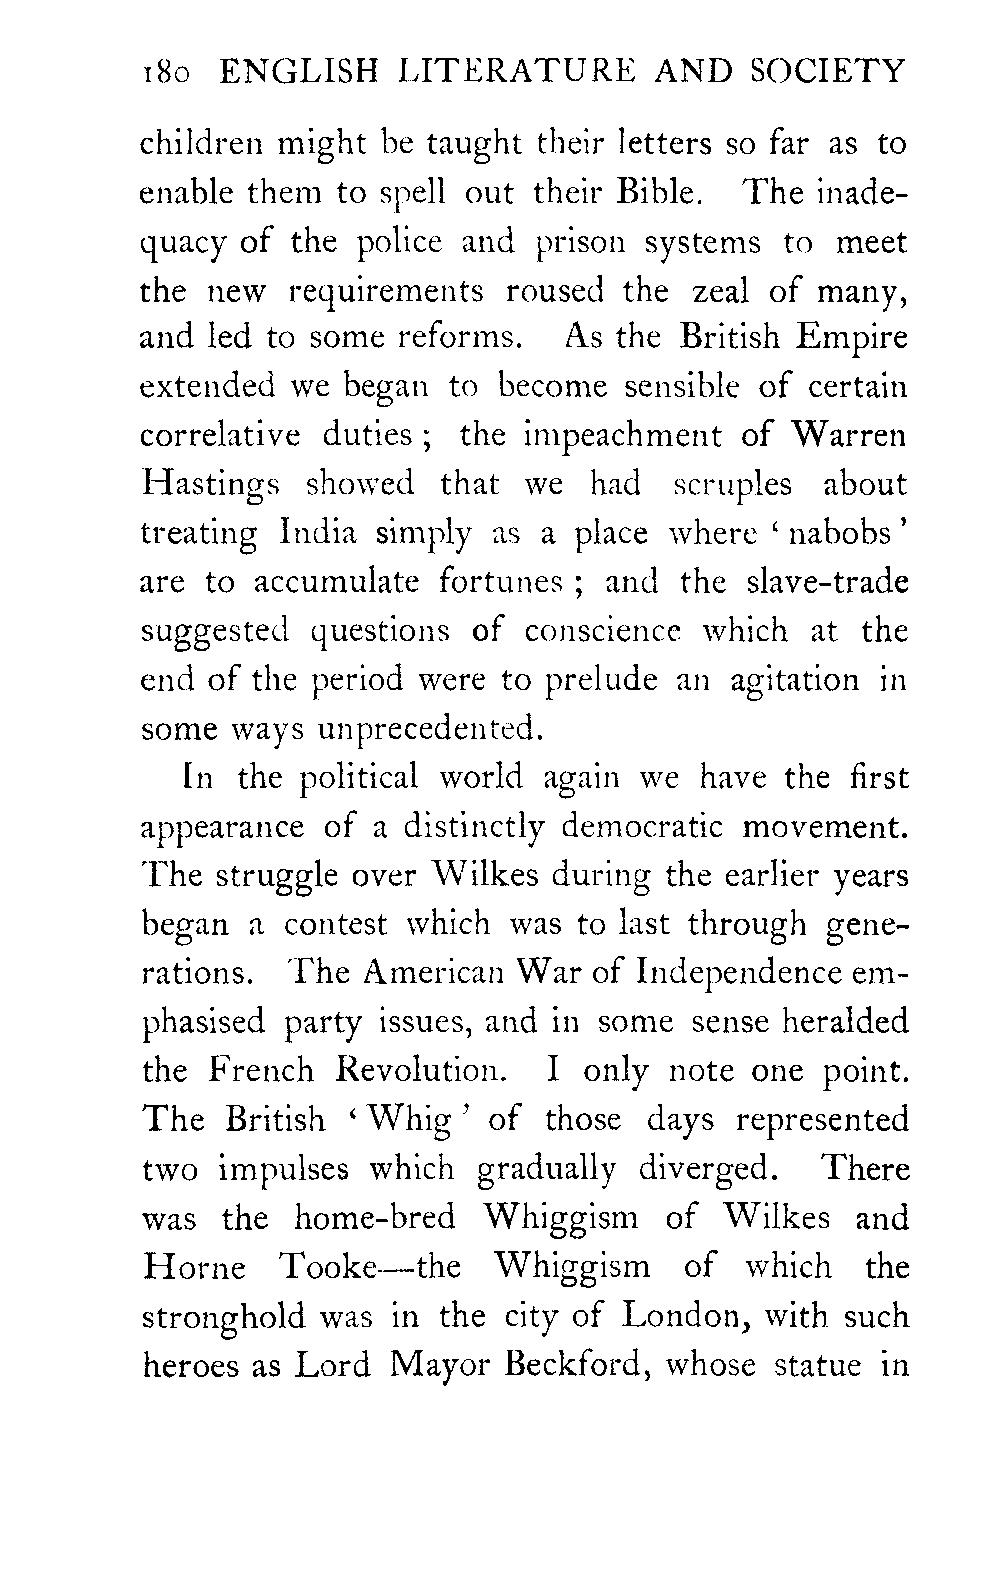 180 ENGLISH LITERATURE AND SOCIETY
children might be taught their letters so far as to
enable them to spell out their Bible. The inade-
quacy of the police and prison systems to meet
the new requirements roused the zeal of many,
and led to some reforms. As the British Empire
extended we began to become sensible of certain
correlative duties ; the impeachment of Warren
Hastings showed that we had scruples about
treating India simply as a place where ‘ nabobs ’
are to accumulate fortunes ; and the slave-trade
suggested questions of conscience which at the
end of the period were to prelude an agitation in
some ways unprecedented.
In the political world again we have the first
appearance of a distinctly democratic movement.
The struggle over Wilkes during the earlier years
began a contest which was to last through gene-
rations. The American War of Independence em-
phasised party issues, and in some sense heralded
the French Revolution. I only note one point.
The British ‘ Whig ’ of those days represented
two impulses which gradually diverged. There
was the home-bred Whiggism of Wilkes and
Horne Tooke—the Whiggism of which the
stronghold was in the city of London, with such
heroes as Lord Mayor Beckford, whose statue in